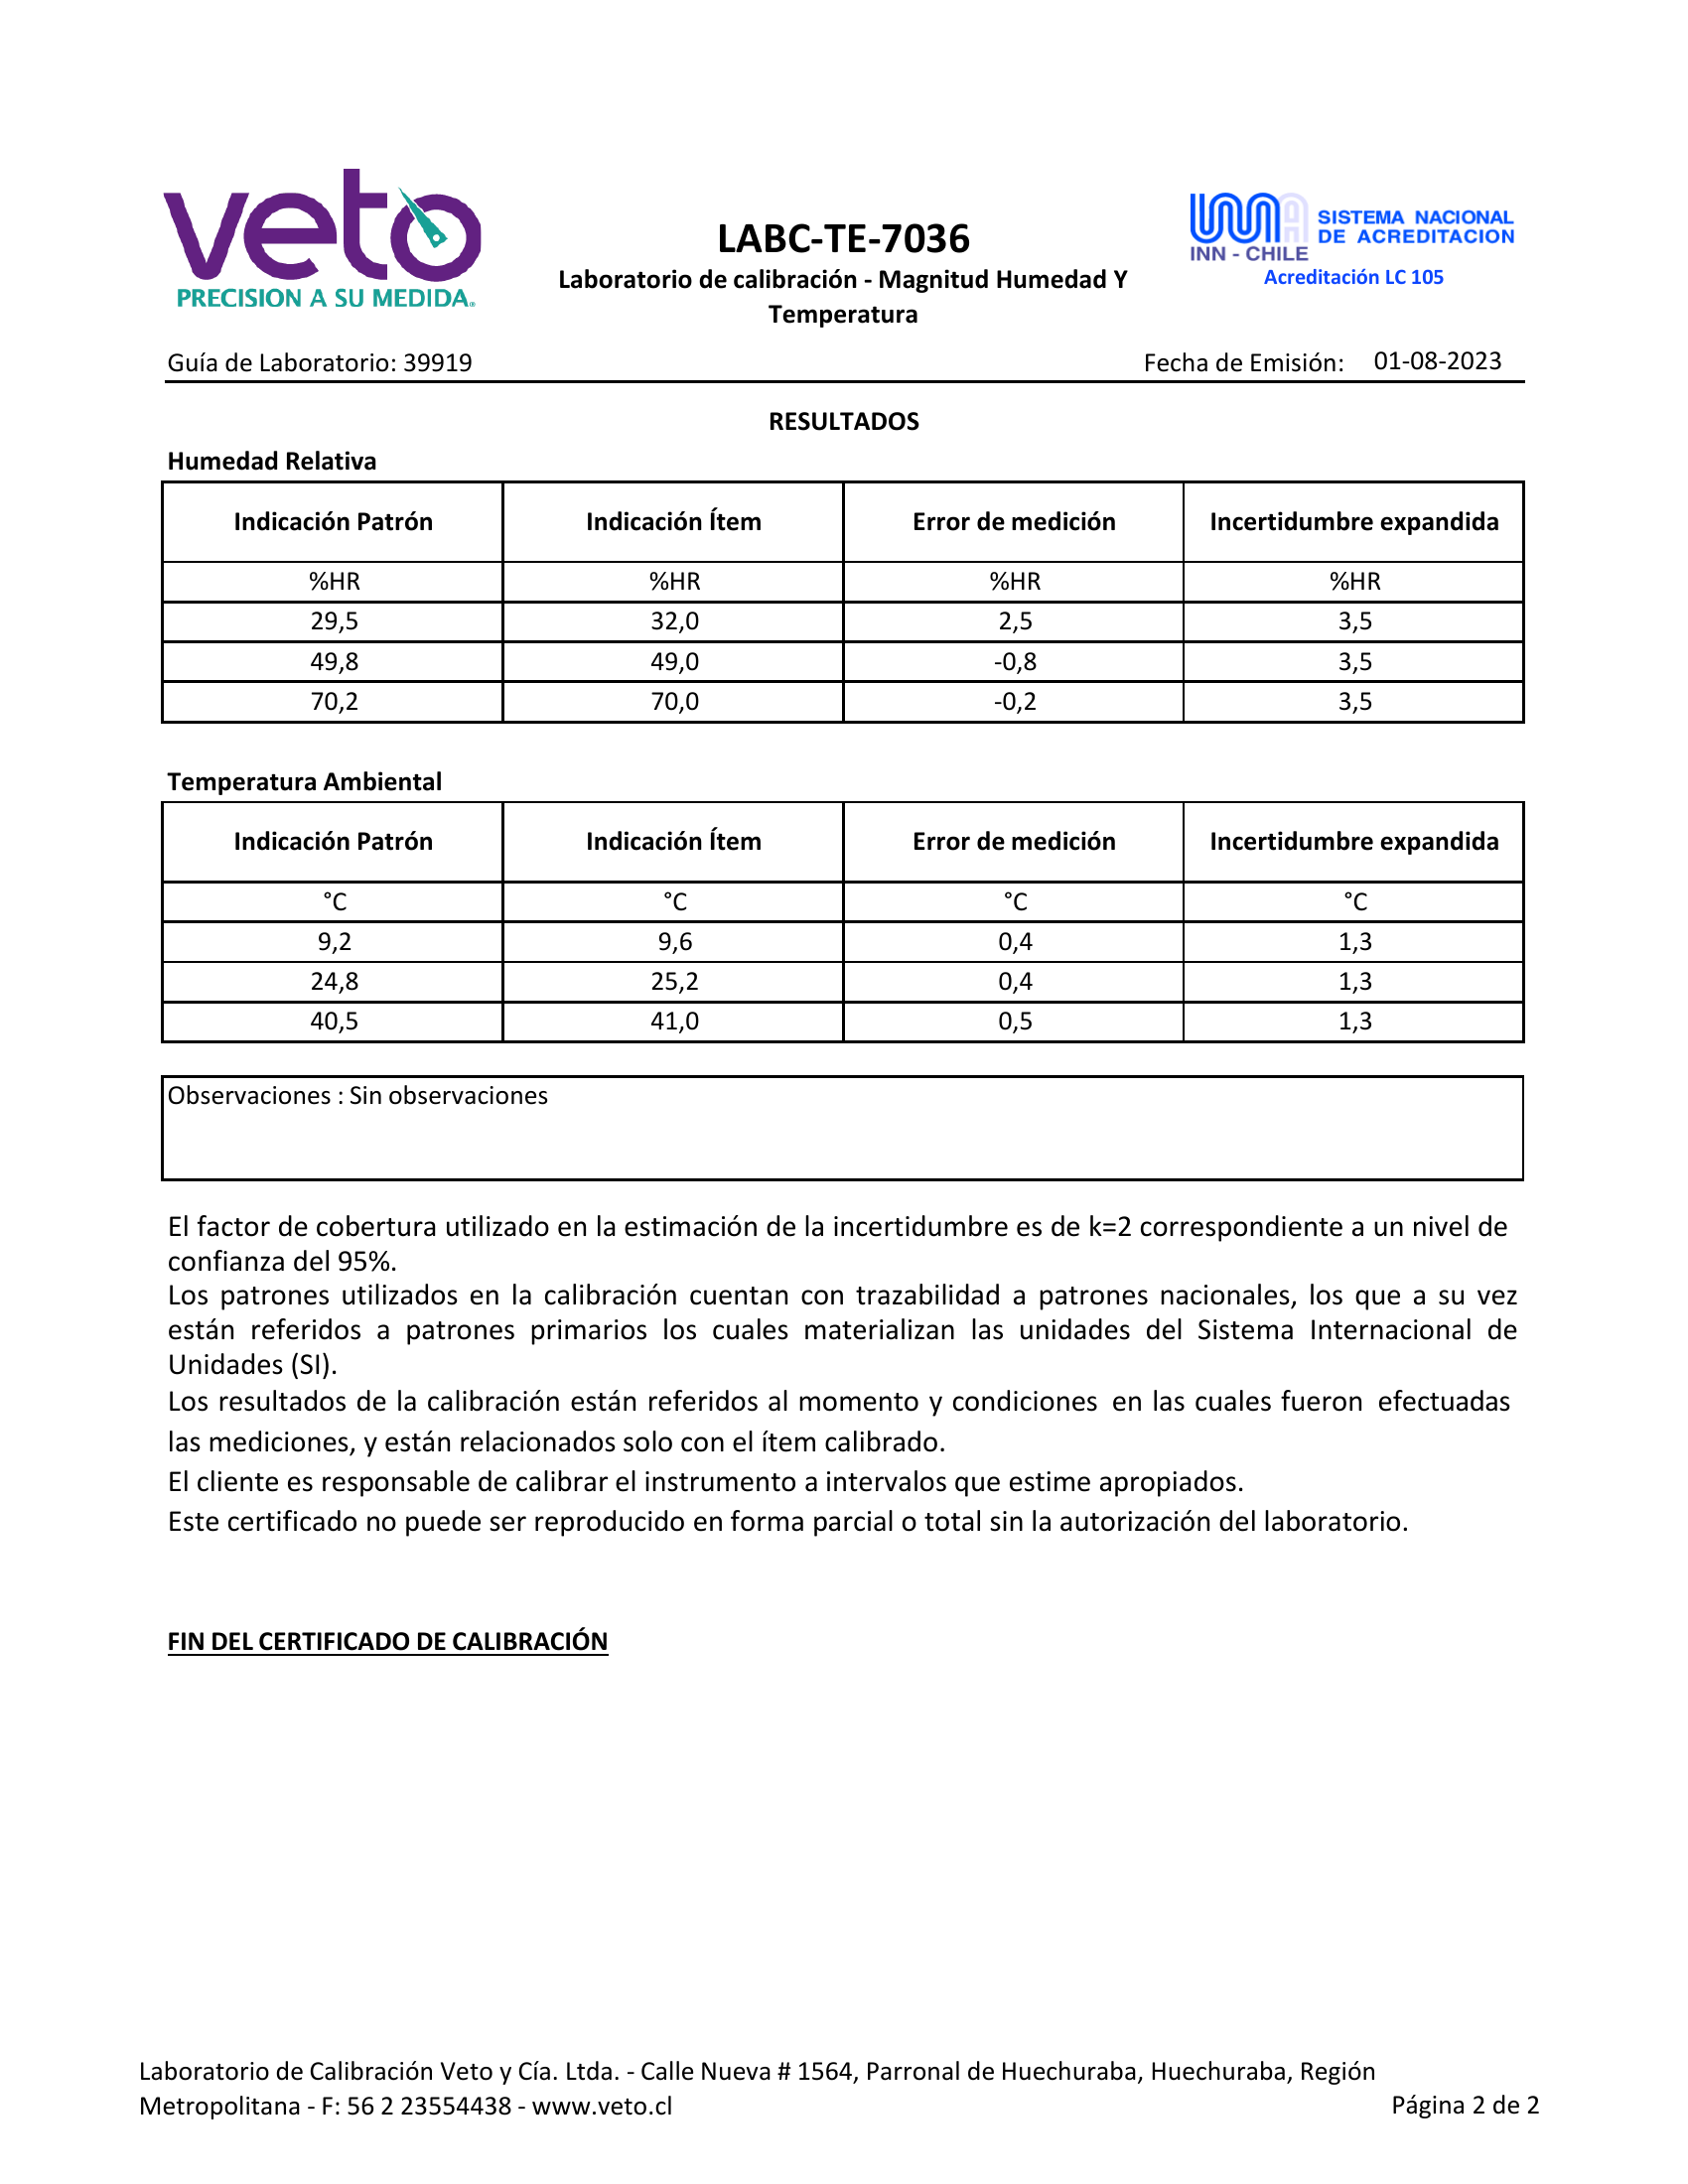 veto
PRECISION A SU MEDIDA
LABC-TE-7036
Laboratorio de calibración - Magnitud Humedad Y
Temperatura
INN - CHILE
SISTEMA NACIONAL
DE ACREDITACION
Acreditación LC 105
Guía de Laboratorio: 39919 Fecha de Emisión: 01-08-2023
RESULTADOS
Humedad Relativa
Indicación Patrón Indicación Ítem Error de medición Incertidumbre expandida
%HR %HR %HR %HR
29,5 32,0 2,5 3,5
49,8 49,0 -0,8 3,5
70,2 70,0 -0,2 3,5
Temperatura Ambiental
Indicación Patrón Indicación Ítem Error de medición Incertidumbre expandida
°C °C °C °C
9,2 9,6 0,4 1,3
24,8 25,2 0,4 1,3
40,5 41,0 0,5 1,3
Observaciones : Sin observaciones
El factor de cobertura utilizado en la estimación de la incertidumbre es de k=2 correspondiente a un nivel de
confianza del 95%.
Los patrones utilizados en la calibración cuentan con trazabilidad a patrones nacionales, los que a su vez
están referidos a patrones primarios los cuales materializan las unidades del Sistema Internacional de
Unidades (SI).
Los resultados de la calibración están referidos al momento y condiciones en las cuales fueron efectuadas
las mediciones, y están relacionados solo con el ítem calibrado.
El cliente es responsable de calibrar el instrumento a intervalos que estime apropiados.
Este certificado no puede ser reproducido en forma parcial o total sin la autorización del laboratorio.
FIN DEL CERTIFICADO DE CALIBRACIÓN
Laboratorio de Calibración Veto y Cía. Ltda. - Calle Nueva # 1564, Parronal de Huechuraba, Huechuraba, Región
Metropolitana - F: 56 2 23554438 - www.veto.cl
Página 2 de 2